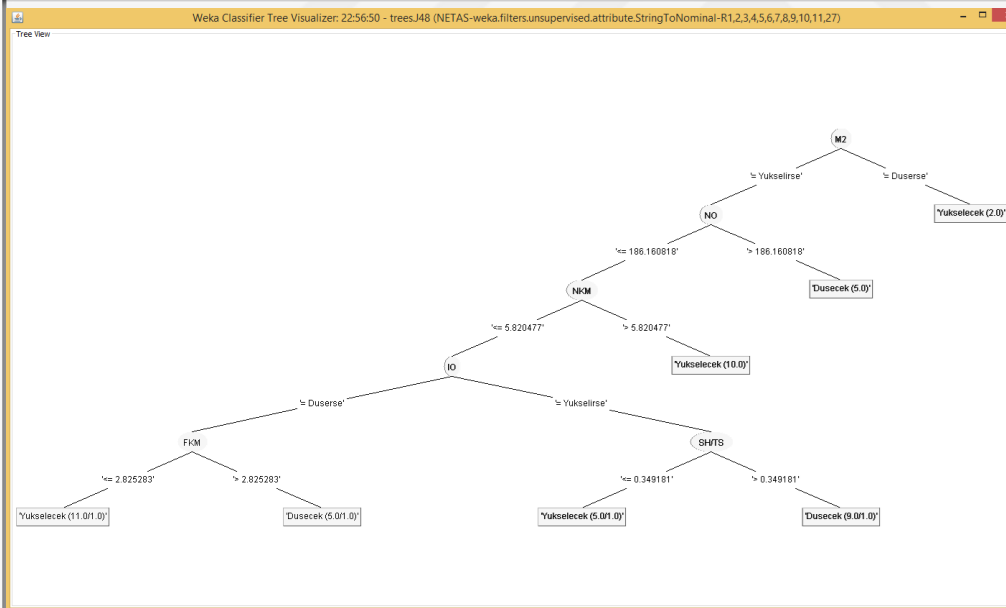 Weka Classifier Tree Visualizer: 22:56:50 - trees.J48 (NETAS-weka.filters.unsupervised.attribute.StringToNominal-R1,2,3,4,5,6,7,8,9,10,11,27)
Tree View
M2
'= Yukselirse' '= Duserse'
NO 'Yukselecek (2.0)'
'<= 186.160818' '> 186.160818'
NKM 'Dusecek (5.0)'
'<= 5.820477' '> 5.820477'
IO 'Yukselecek (10.0)'
'= Duserse' '= Yukselirse'
FKM SH/TS
'<= 2.825283' '> 2.825283' '<= 0.349181' '> 0.349181'
'Yukselecek (11.0/1.0)' 'Dusecek (5.0/1.0)' 'Yukselecek (5.0/1.0)' 'Dusecek (9.0/1.0)'